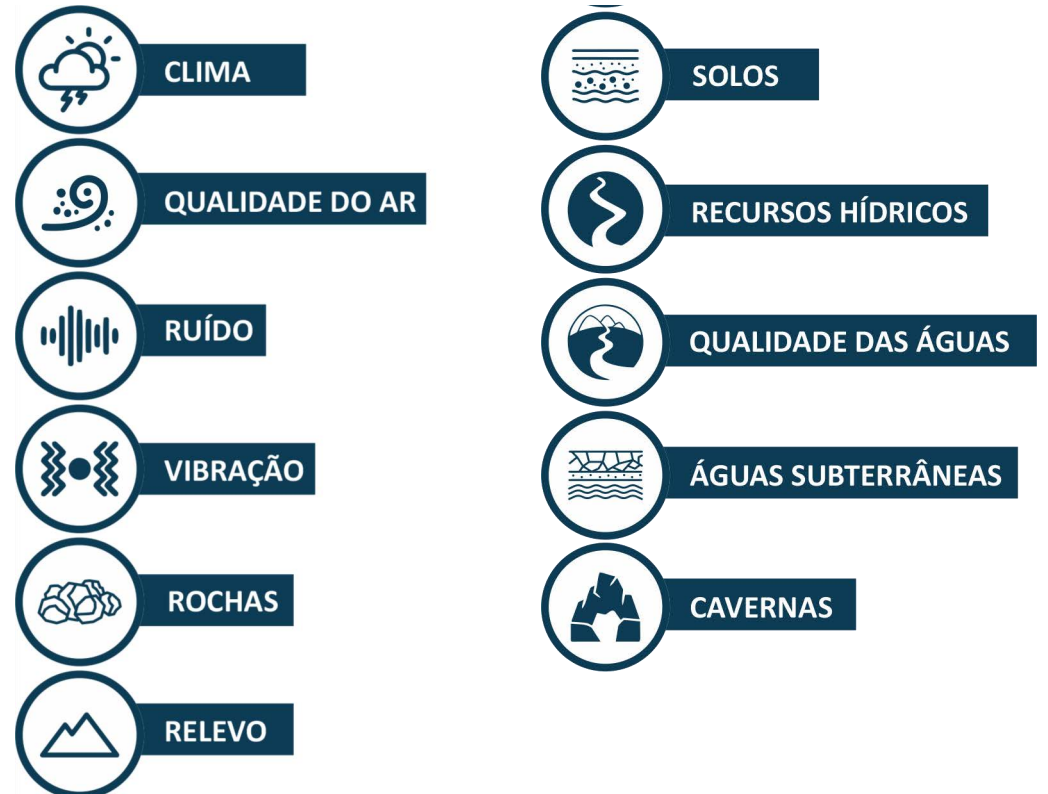 CLIMA
QUALIDADE DO AR
RUÍDO
VIBRAÇÃO
ROCHAS
RELEVO
SOLOS
RECURSOS HÍDRICOS
QUALIDADE DAS ÁGUAS
ÁGUAS SUBTERRÂNEAS
CAVERNAS